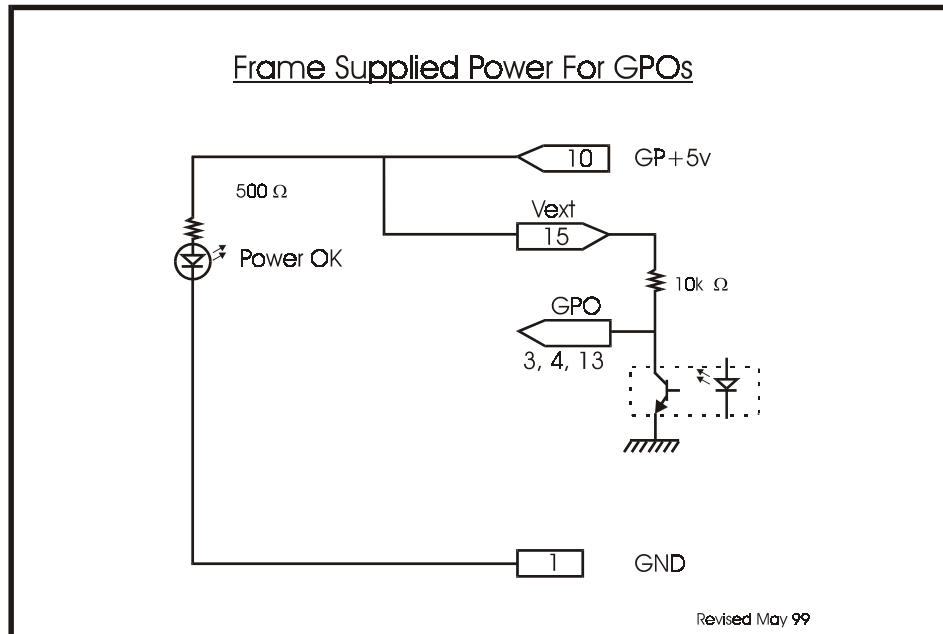 Frame Supplied Power For GPOs
10 GP+5v
500 Ω
Vext
15
Power OK
10k Ω
GPO
3, 4, 13
1 GND
Revised May 99